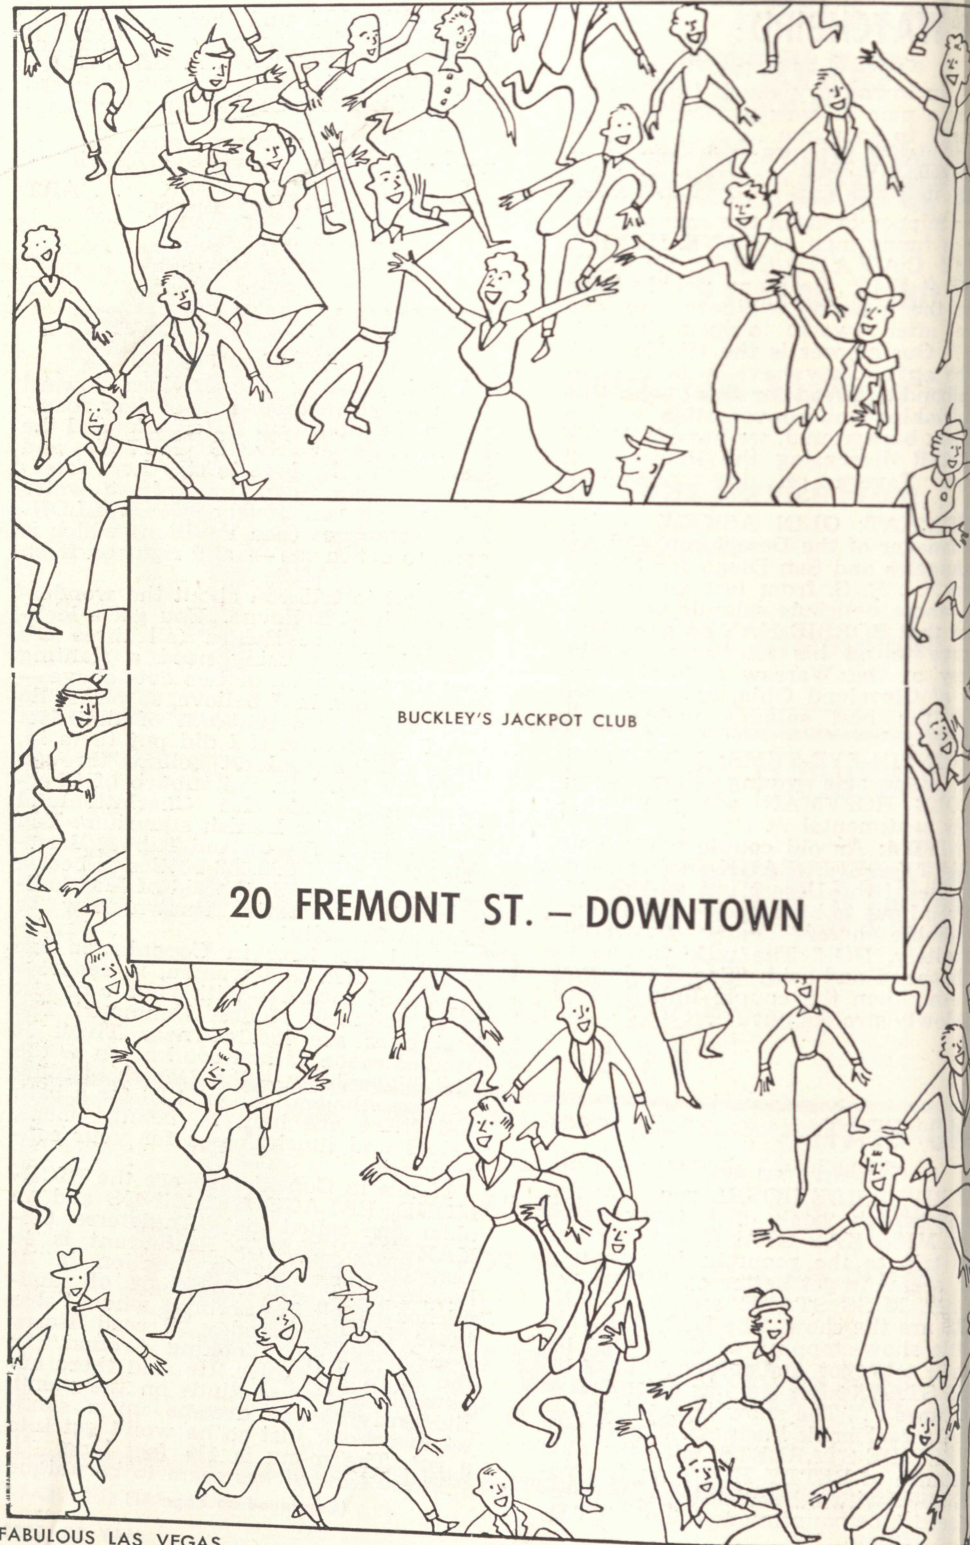 BUCKLEY'S JACKPOT CLUB
20 FREMONT ST. – DOWNTOWN
FABULOUS LAS VEGAS